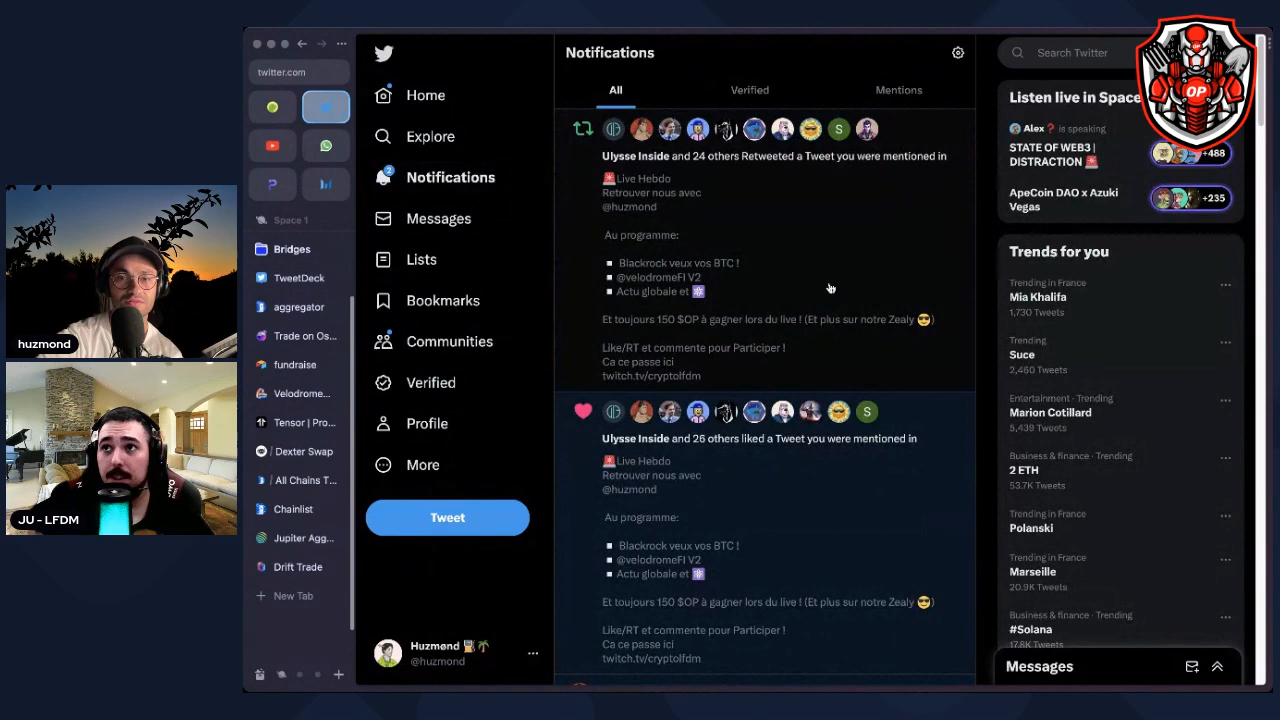 huzmond
JU - LFDM
twitter.com
Space 1
Bridges
TweetDeck
aggregator
Trade on Os...
fundraise
Velodrome...
Tensor | Pro...
/ Dexter Swap
/ All Chains T...
Chainlist
Jupiter Agg...
Drift Trade
New Tab
Home
Explore
2
Notifications
Messages
Lists
Bookmarks
Communities
Verified
Profile
More
Tweet
Huzmønd ⛽🌴
@huzmond
Notifications
All
Verified
Mentions
S
Ulysse Inside and 24 others Retweeted a Tweet you were mentioned in
🚨Live Hebdo
Retrouver nous avec
@huzmond
Au programme:
▪️ Blackrock veux vos BTC !
▪️ @velodromeFI V2
▪️ Actu globale et ⚛️
Et toujours 150 $OP à gagner lors du live ! (Et plus sur notre Zealy 😎)
Like/RT et commente pour Participer !
Ca ce passe ici
twitch.tv/cryptolfdm
S
Ulysse Inside and 26 others liked a Tweet you were mentioned in
🚨Live Hebdo
Retrouver nous avec
@huzmond
Au programme:
▪️ Blackrock veux vos BTC !
▪️ @velodromeFI V2
▪️ Actu globale et ⚛️
Et toujours 150 $OP à gagner lors du live ! (Et plus sur notre Zealy 😎)
Like/RT et commente pour Participer !
Ca ce passe ici
twitch.tv/cryptolfdm
Search Twitter
OP
OP
Listen live in Space
Alex❓ is speaking
STATE OF WEB3 |
DISTRACTION 🚨
+488
ApeCoin DAO x Azuki
Vegas
+235
Trends for you
Trending in France
Mia Khalifa
1,730 Tweets
Trending
Suce
2,460 Tweets
Entertainment · Trending
Marion Cotillard
5,439 Tweets
Business & finance · Trending
2 ETH
53.7K Tweets
Trending in France
Polanski
Trending in France
Marseille
20.9K Tweets
Business & finance · Trending
#Solana
17.8K Tweets
Messages